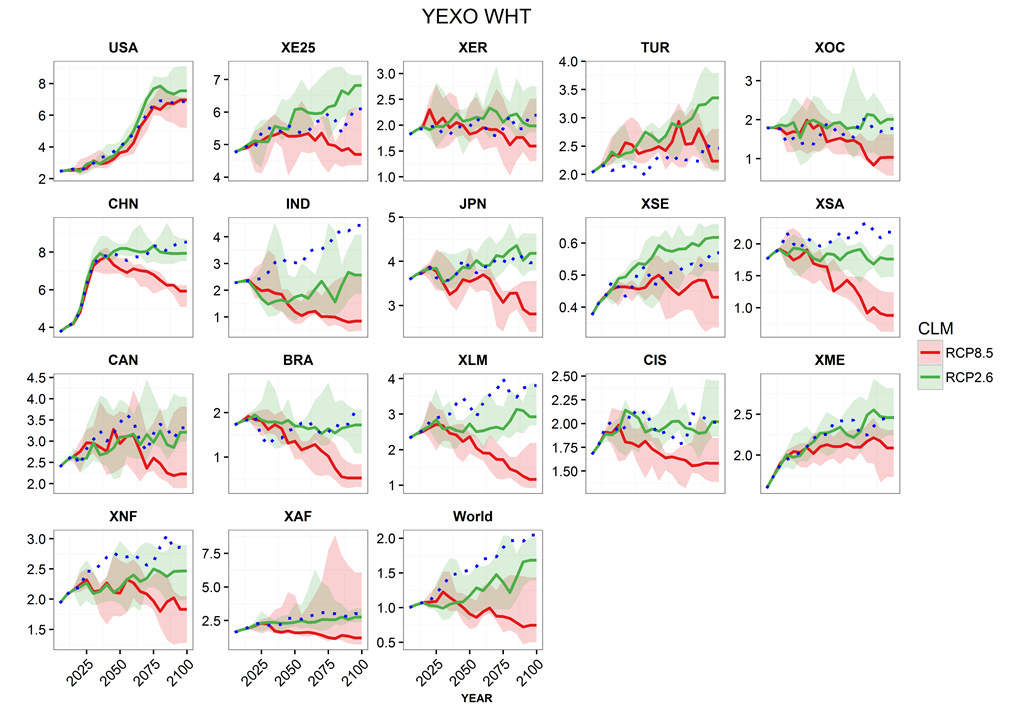 YEXO WHT
USA XE25 XER TUR XOC
8 6 4 2
7 6 5 4
3.0 2.5 2.0 1.5 1.0
4.0 3.5 3.0 2.5 2.0
3 2 1
CHN IND JPN XSE XSA
8 6 4
4 3 2 1
5 4 3
0.6 0.5 0.4
2.0 1.5 1.0
CLM
RCP8.5
RCP2.6
CAN BRA XLM CIS XME
4.5 4.0 3.5 3.0 2.5 2.0
2 1
4 3 2 1
2.50 2.25 2.00 1.75 1.50
2.5 2.0
XNF XAF World
3.0 2.5 2.0 1.5
7.5 5.0 2.5
2.0 1.5 1.0 0.5
2025 2050 2075 2100 2025 2050 2075 2100 2025 2050 2075 2100
YEAR